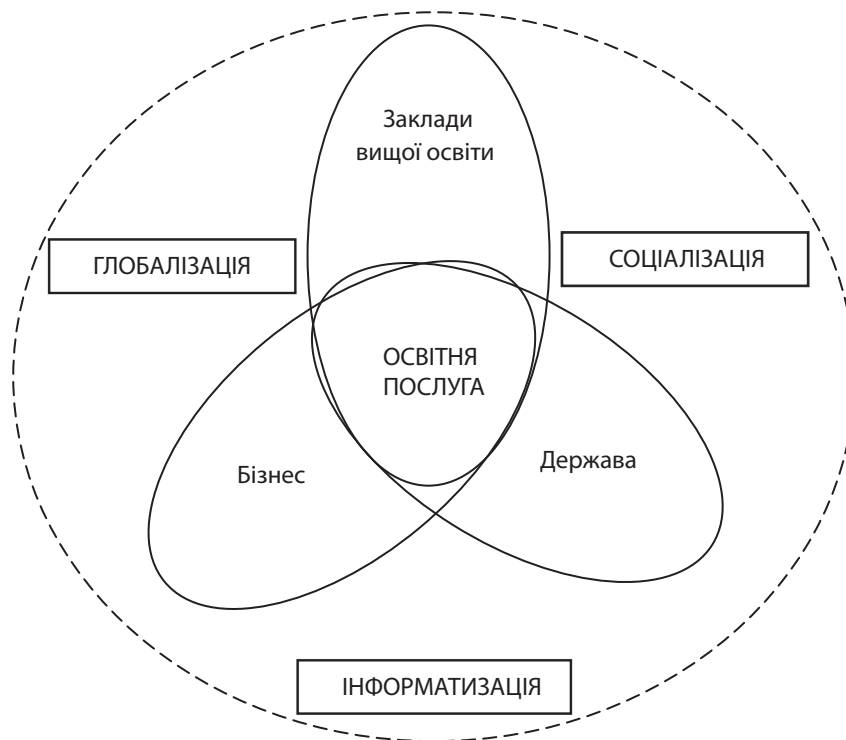 Заклади
вищої освіти
ГЛОБАЛІЗАЦІЯ
СОЦІАЛІЗАЦІЯ
ОСВІТНЯ
ПОСЛУГА
Бізнес
Держава
ІНФОРМАТИЗАЦІЯ